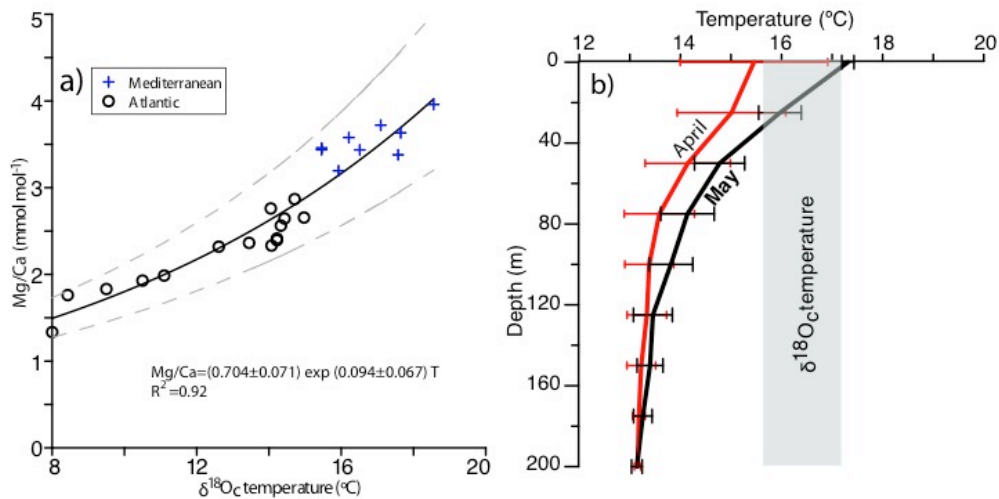 a)
Mg/Ca (mmol mol-1)
5
4
3
2
1
0
+ Mediterranean
o Atlantic
Mg/Ca=(0.704±0.071) exp (0.094±0.067) T
R²=0.92
8 12 16 20
δ¹⁸Oc temperature (ºC)
Temperature (ºC)
12 14 16 18 20
b)
Depth (m)
0
40
80
120
160
200
April
May
δ¹⁸Oc temperature